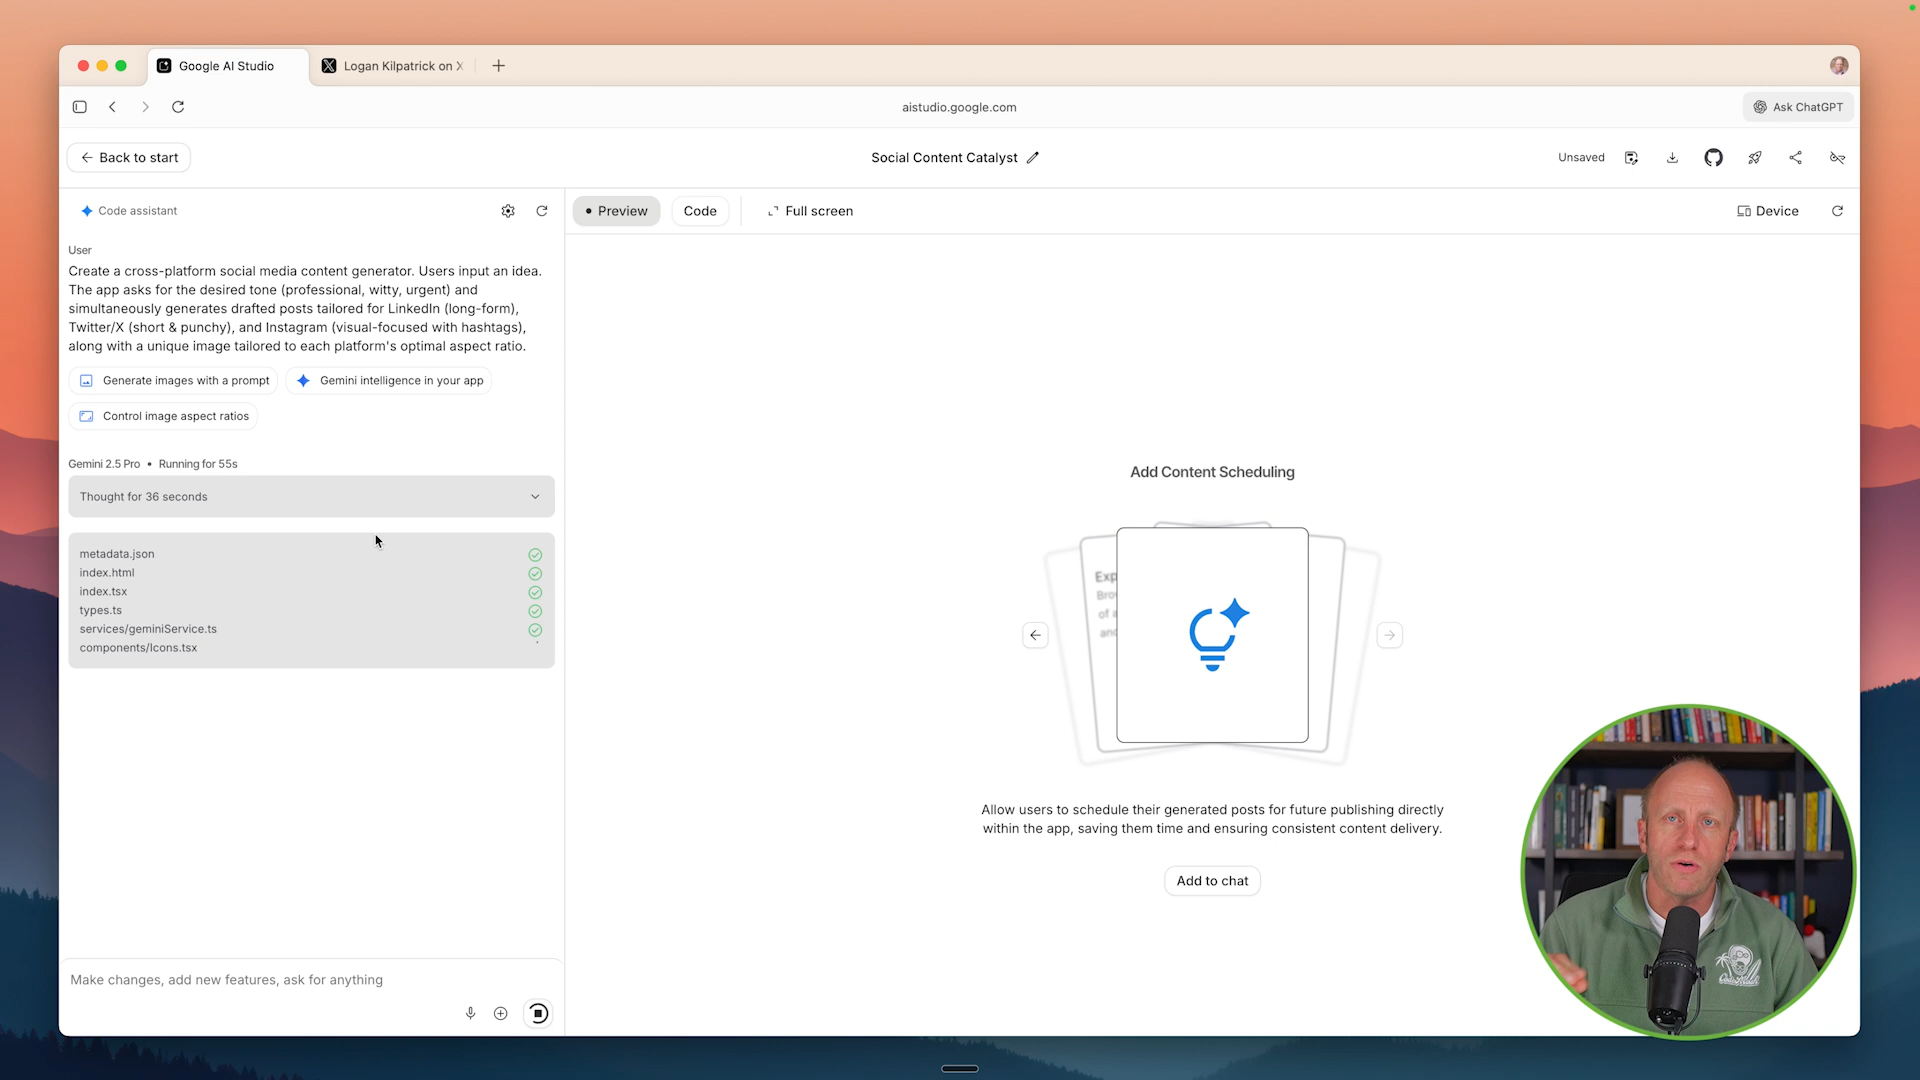 Google AI Studio
Logan Kilpatrick on X
aistudio.google.com
Ask ChatGPT
Back to start
Social Content Catalyst
Unsaved
Code assistant
Preview
Code
Full screen
Device
User
Create a cross-platform social media content generator. Users input an idea.
The app asks for the desired tone (professional, witty, urgent) and
simultaneously generates drafted posts tailored for LinkedIn (long-form),
Twitter/X (short & punchy), and Instagram (visual-focused with hashtags),
along with a unique image tailored to each platform's optimal aspect ratio.
Generate images with a prompt
Gemini intelligence in your app
Control image aspect ratios
Gemini 2.5 Pro • Running for 55s
Thought for 36 seconds
metadata.json
index.html
index.tsx
types.ts
services/geminiService.ts
components/Icons.tsx
Add Content Scheduling
Exp
Bro
of a
and
Allow users to schedule their generated posts for future publishing directly
within the app, saving them time and ensuring consistent content delivery.
Add to chat
Make changes, add new features, ask for anything